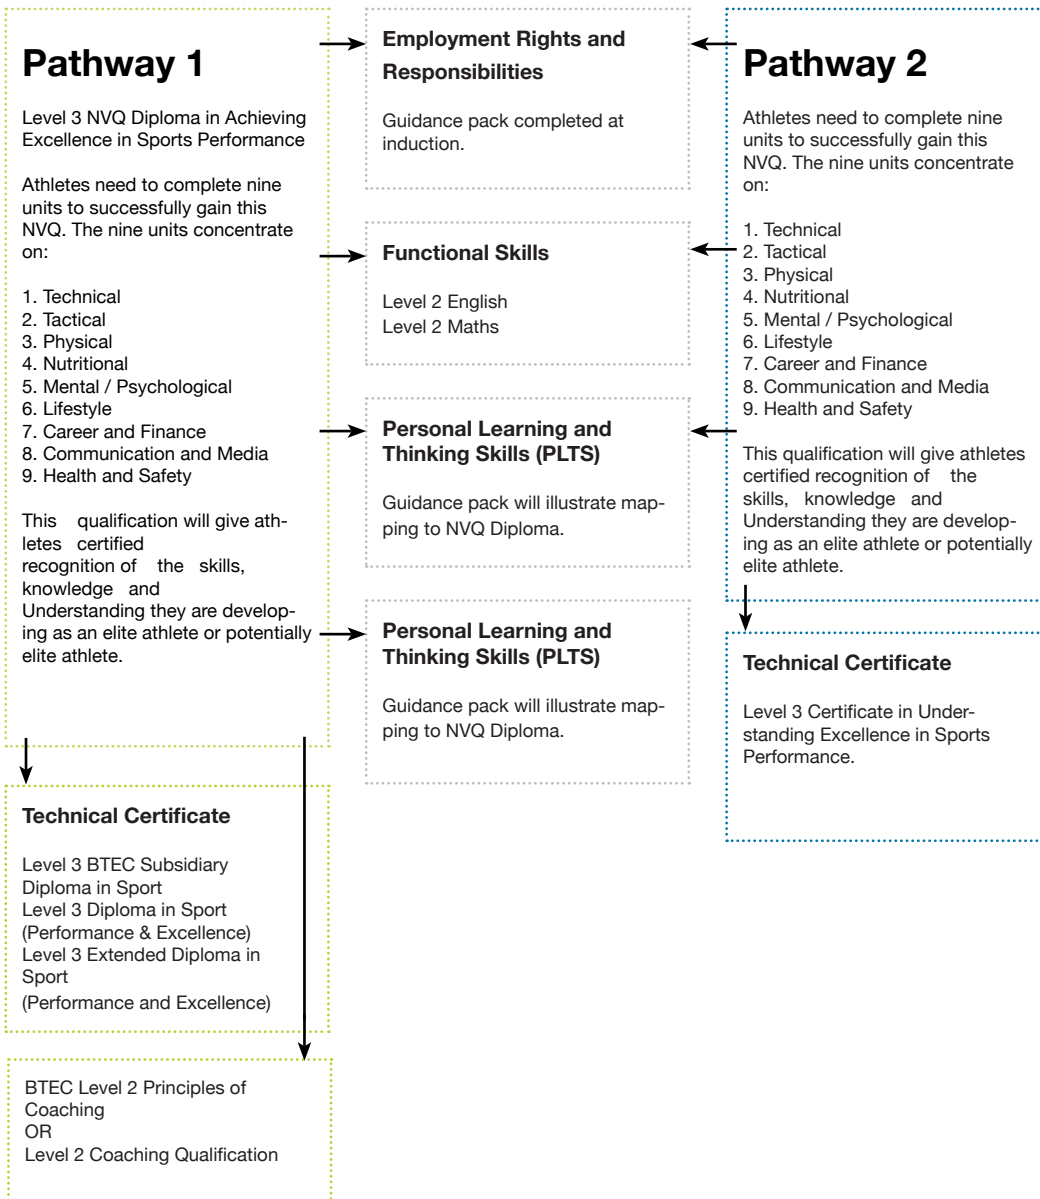 Pathway 1
Level 3 NVQ Diploma in Achieving
Excellence in Sports Performance
Athletes need to complete nine
units to successfully gain this
NVQ. The nine units concentrate
on:
1. Technical
2. Tactical
3. Physical
4. Nutritional
5. Mental / Psychological
6. Lifestyle
7. Career and Finance
8. Communication and Media
9. Health and Safety
This qualification will give ath-
letes certified
recognition of the skills,
knowledge and
Understanding they are develop-
ing as an elite athlete or potentially
elite athlete.
Technical Certificate
Level 3 BTEC Subsidiary
Diploma in Sport
Level 3 Diploma in Sport
(Performance & Excellence)
Level 3 Extended Diploma in
Sport
(Performance and Excellence)
BTEC Level 2 Principles of
Coaching
OR
Level 2 Coaching Qualification
Employment Rights and
Responsibilities
Guidance pack completed at
induction.
Functional Skills
Level 2 English
Level 2 Maths
Personal Learning and
Thinking Skills (PLTS)
Guidance pack will illustrate map-
ping to NVQ Diploma.
Personal Learning and
Thinking Skills (PLTS)
Guidance pack will illustrate map-
ping to NVQ Diploma.
Pathway 2
Athletes need to complete nine
units to successfully gain this
NVQ. The nine units concentrate
on:
1. Technical
2. Tactical
3. Physical
4. Nutritional
5. Mental / Psychological
6. Lifestyle
7. Career and Finance
8. Communication and Media
9. Health and Safety
This qualification will give athletes
certified recognition of the
skills, knowledge and
Understanding they are develop-
ing as an elite athlete or potentially
elite athlete.
Technical Certificate
Level 3 Certificate in Under-
standing Excellence in Sports
Performance.